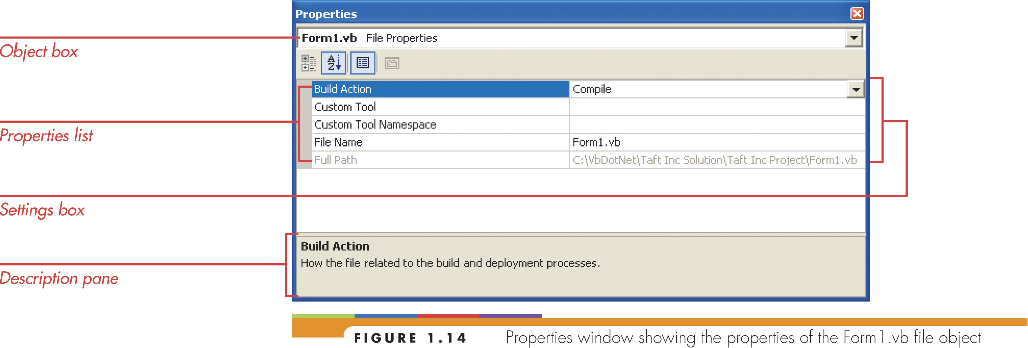 Properties
Object box
Form1.vb File Properties
Properties list
Build Action Compile
Custom Tool
Custom Tool Namespace
File Name Form1.vb
Full Path C:\VbDotNet\Taft Inc Solution\Taft Inc Project\Form1.vb
Settings box
Description pane
Build Action
How the file related to the build and deployment processes.
FIGURE 1.14 Properties window showing the properties of the Form1.vb file object